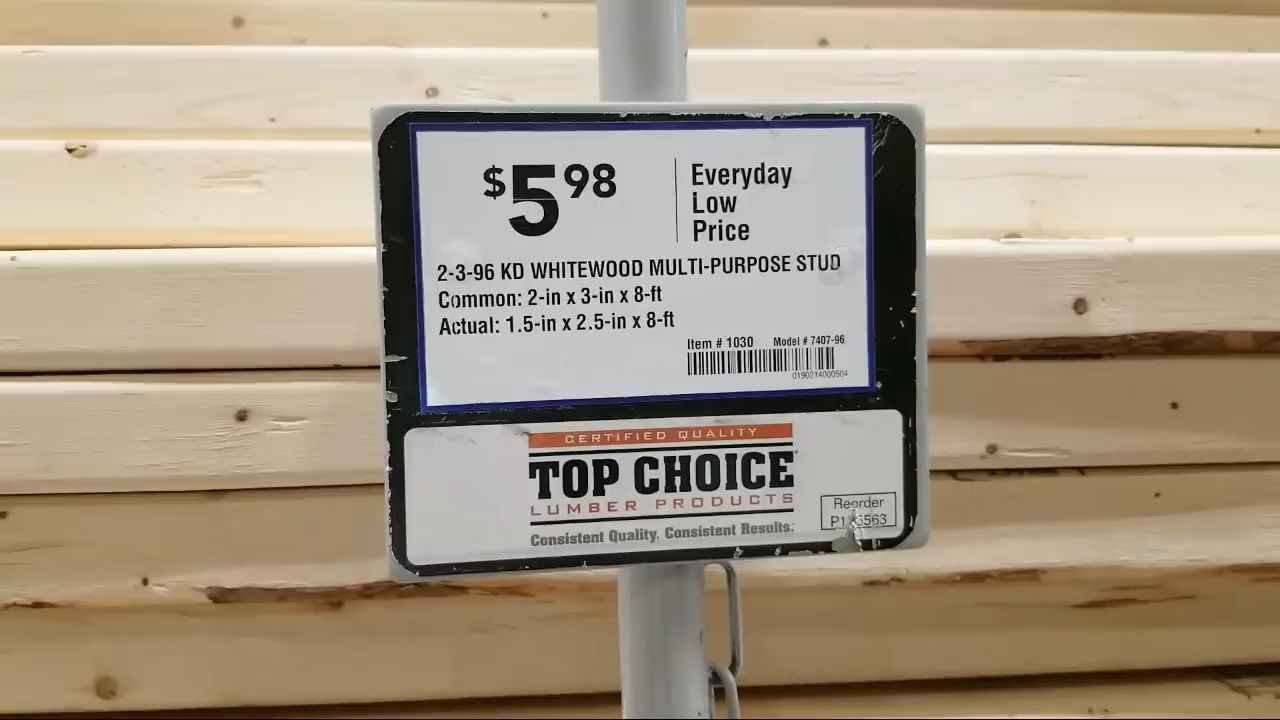 $5.98
Everyday
Low
Price
2-3-96 KD WHITEWOOD MULTI-PURPOSE STUD
Common: 2-in x 3-in x 8-ft
Actual: 1.5-in x 2.5-in x 8-ft
Item # 1030 Model # 7407-96
CERTIFIED QUALITY
TOP CHOICE
LUMBER PRODUCTS
Consistent Quality. Consistent Results.
Reorder